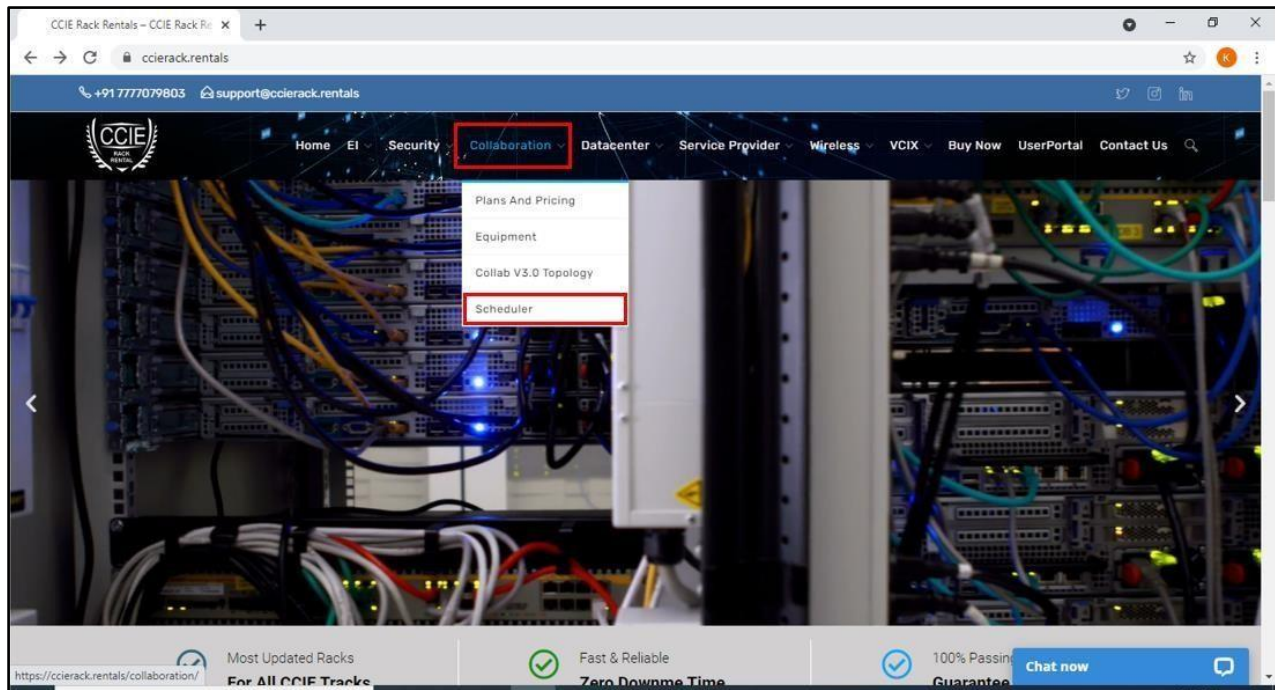 CCIE Rack Rentals – CCIE Rack Re
ccierack.rentals
K
+91 7777079803 support@ccierack.rentals
CCIE
RACK
RENTAL
Home EI Security Collaboration Datacenter Service Provider Wireless VCIX Buy Now UserPortal Contact Us
Plans And Pricing
Equipment
Collab V3.0 Topology
Scheduler
Most Updated Racks
For All CCIE Tracks
Fast & Reliable
Zero Downme Time
100% Passing
Guarantee
Chat now
https://ccierack.rentals/collaboration/